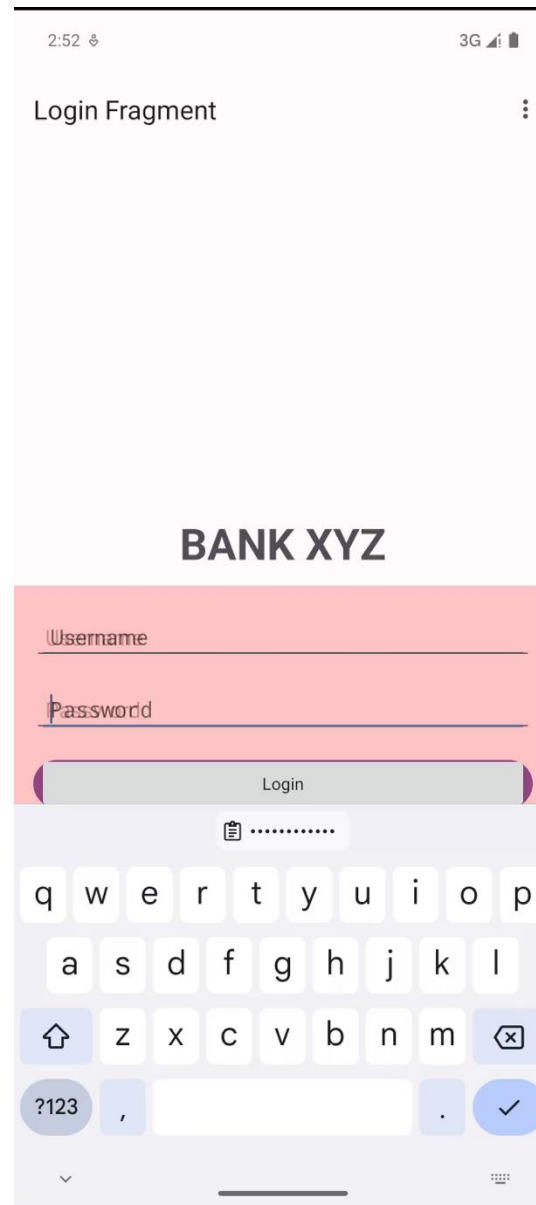 2:52 3G
Login Fragment
BANK XYZ
Username
Password
Login
••••••••••••
q w e r t y u i o p
a s d f g h j k l
z x c v b n m
?123 , .